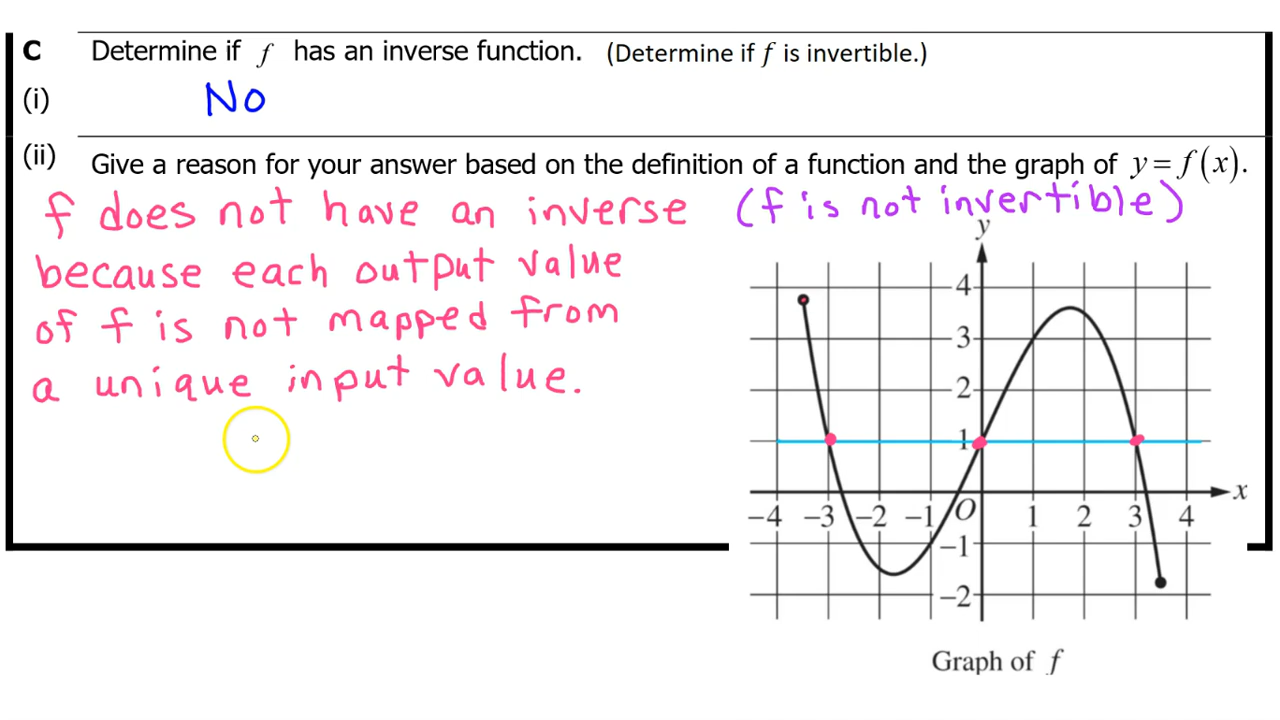 C Determine if f has an inverse function. (Determine if f is invertible.)
(i) No
(ii) Give a reason for your answer based on the definition of a function and the graph of y = f(x).
f does not have an inverse (f is not invertible)
because each output value
of f is not mapped from
a unique input value.
y
4
3
2
1
x
-4 -3 -2 -1 O 1 2 3 4
-1
-2
Graph of f